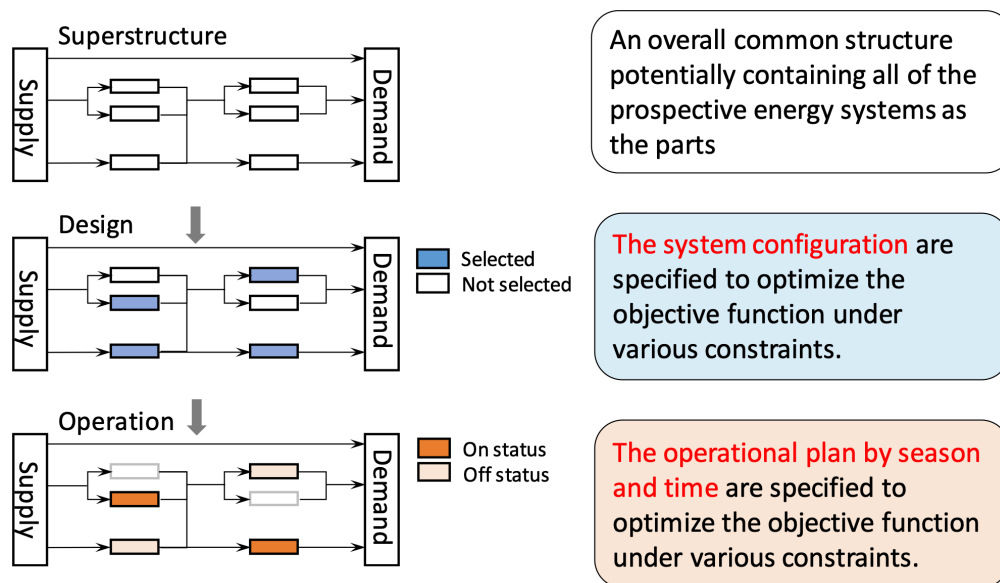 Superstructure
Supply
Demand
An overall common structure
potentially containing all of the
prospective energy systems as
the parts
Design
Supply
Demand
Selected
Not selected
The system configuration are
specified to optimize the
objective function under
various constraints.
Operation
Supply
Demand
On status
Off status
The operational plan by season
and time are specified to
optimize the objective function
under various constraints.